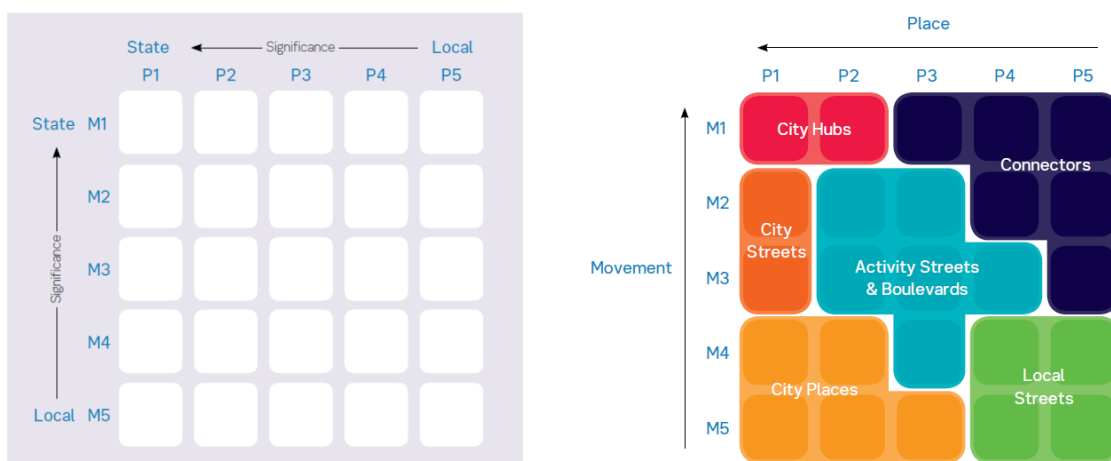 State Significance Local
P1 P2 P3 P4 P5
State M1
M2
Significance
M3
M4
Local M5
Place
P1 P2 P3 P4 P5
M1
City Hubs
Connectors
M2
City
Streets
Movement
M3
Activity Streets
& Boulevards
M4
City Places
Local
Streets
M5